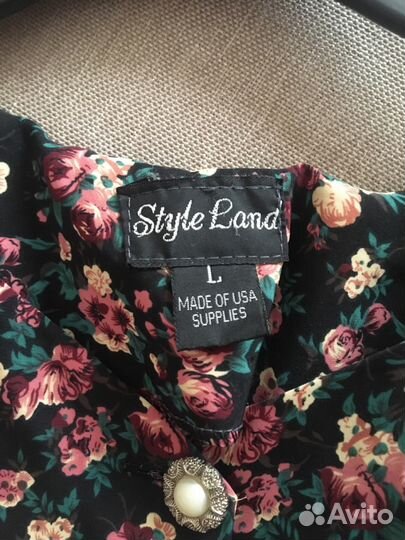 Style Land
L
MADE OF USA
SUPPLIES
Avito